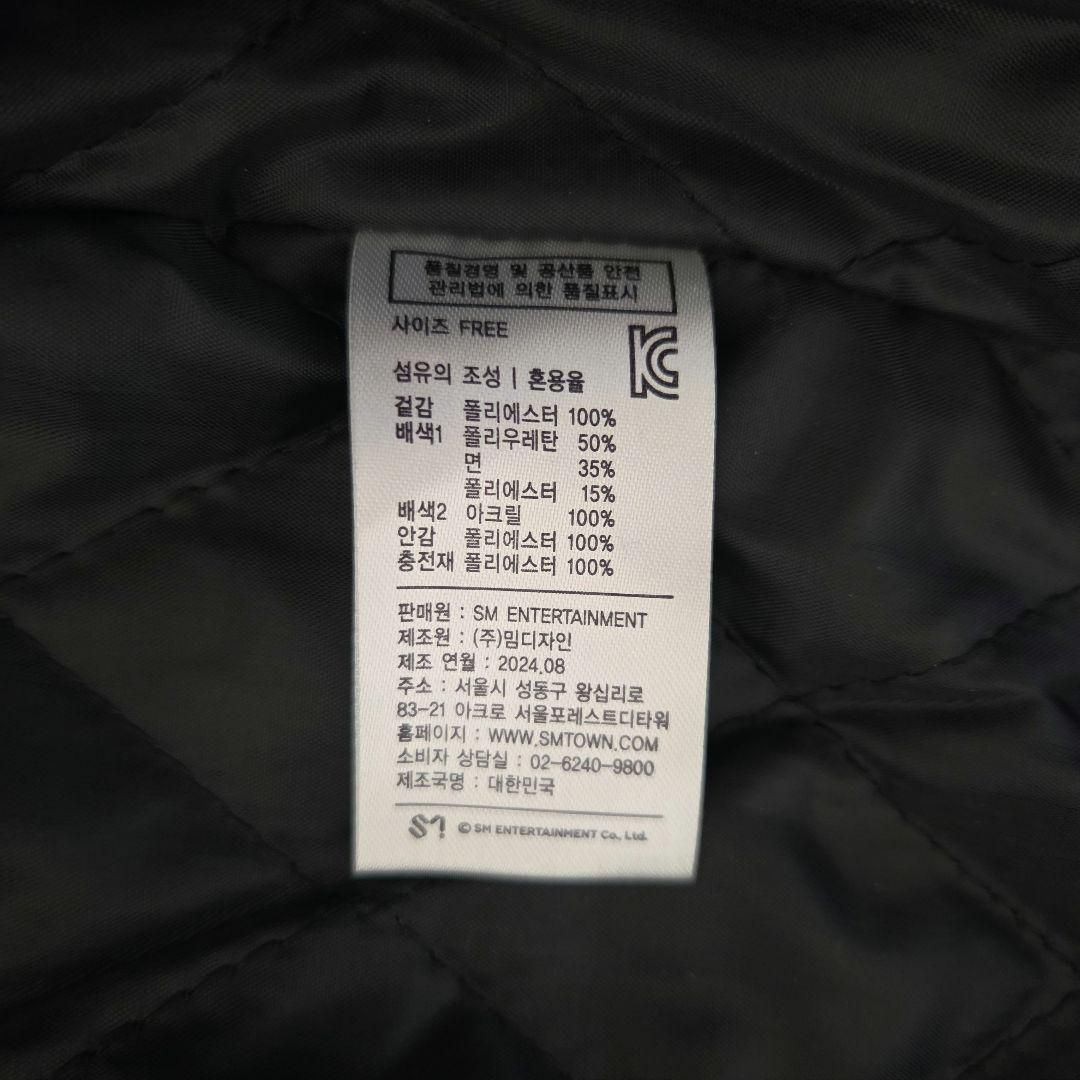 품질경영 및 공산품 안전
관리법에 의한 품질표시
사이즈 FREE
섬유의 조성 | 혼용율
겉감 폴리에스터 100%
배색1 폴리우레탄 50%
면 35%
폴리에스터 15%
배색2 아크릴 100%
안감 폴리에스터 100%
충전재 폴리에스터 100%
판매원 : SM ENTERTAINMENT
제조원 : (주)밈디자인
제조 연월 : 2024.08
주소 : 서울시 성동구 왕십리로
83-21 아크로 서울포레스트디타워
홈페이지 : WWW.SMTOWN.COM
소비자 상담실 : 02-6240-9800
제조국명 : 대한민국
SM! © SM ENTERTAINMENT Co., Ltd.